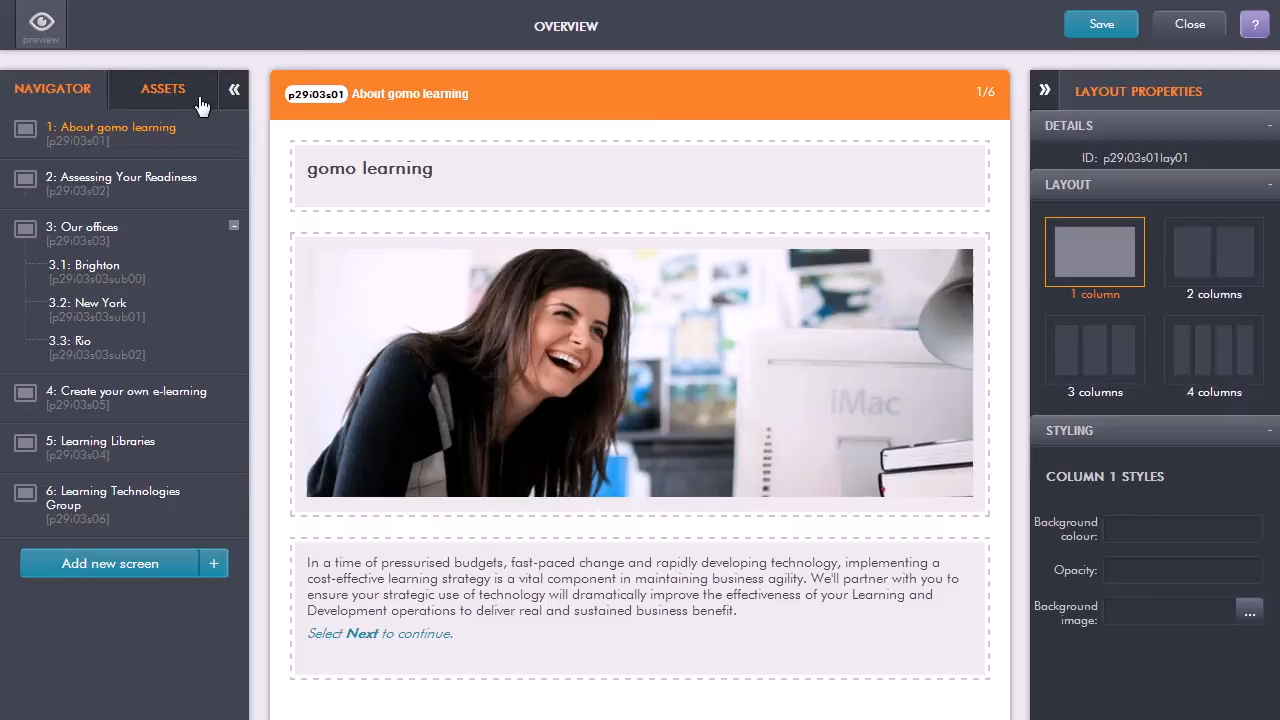 preview
OVERVIEW
Save
Close
?
NAVIGATOR
ASSETS
«
1: About gomo learning
[p29i03s01]
2: Assessing Your Readiness
[p29i03s02]
3: Our offices
[p29i03s03]
-
3.1: Brighton
[p29i03s03sub00]
3.2: New York
[p29i03s03sub01]
3.3: Rio
[p29i03s03sub02]
4: Create your own e-learning
[p29i03s05]
5: Learning Libraries
[p29i03s04]
6: Learning Technologies
Group
[p29i03s06]
Add new screen +
p29i03s01 About gomo learning
1/6
gomo learning
iMac
In a time of pressurised budgets, fast-paced change and rapidly developing technology, implementing a
cost-effective learning strategy is a vital component in maintaining business agility. We'll partner with you to
ensure your strategic use of technology will dramatically improve the effectiveness of your Learning and
Development operations to deliver real and sustained business benefit.
Select Next to continue.
» LAYOUT PROPERTIES
DETAILS -
ID: p29i03s01lay01
LAYOUT -
1 column
2 columns
3 columns
4 columns
STYLING -
COLUMN 1 STYLES
Background
colour:
Opacity:
Background
image:
...